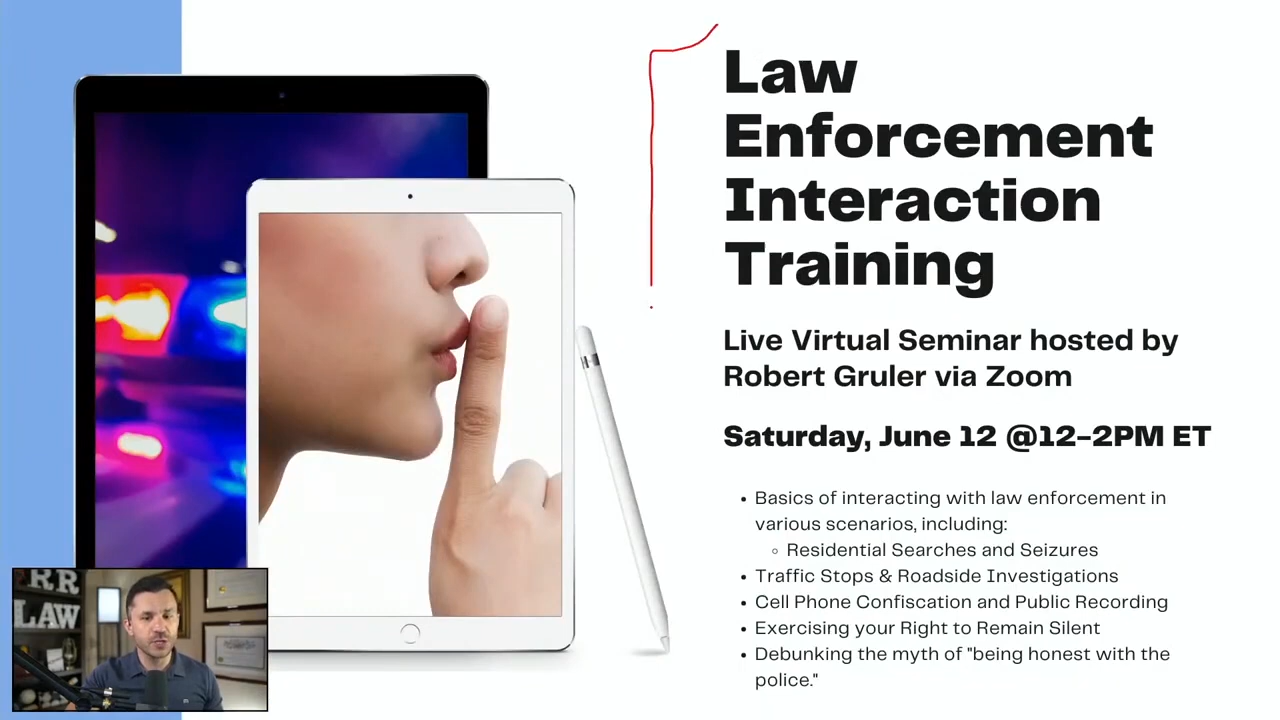 Law
Enforcement
Interaction
Training
Live Virtual Seminar hosted by
Robert Gruler via Zoom
Saturday, June 12 @12-2PM ET
• Basics of interacting with law enforcement in
various scenarios, including:
◦ Residential Searches and Seizures
• Traffic Stops & Roadside Investigations
• Cell Phone Confiscation and Public Recording
• Exercising your Right to Remain Silent
• Debunking the myth of "being honest with the
police."
RR
LAW